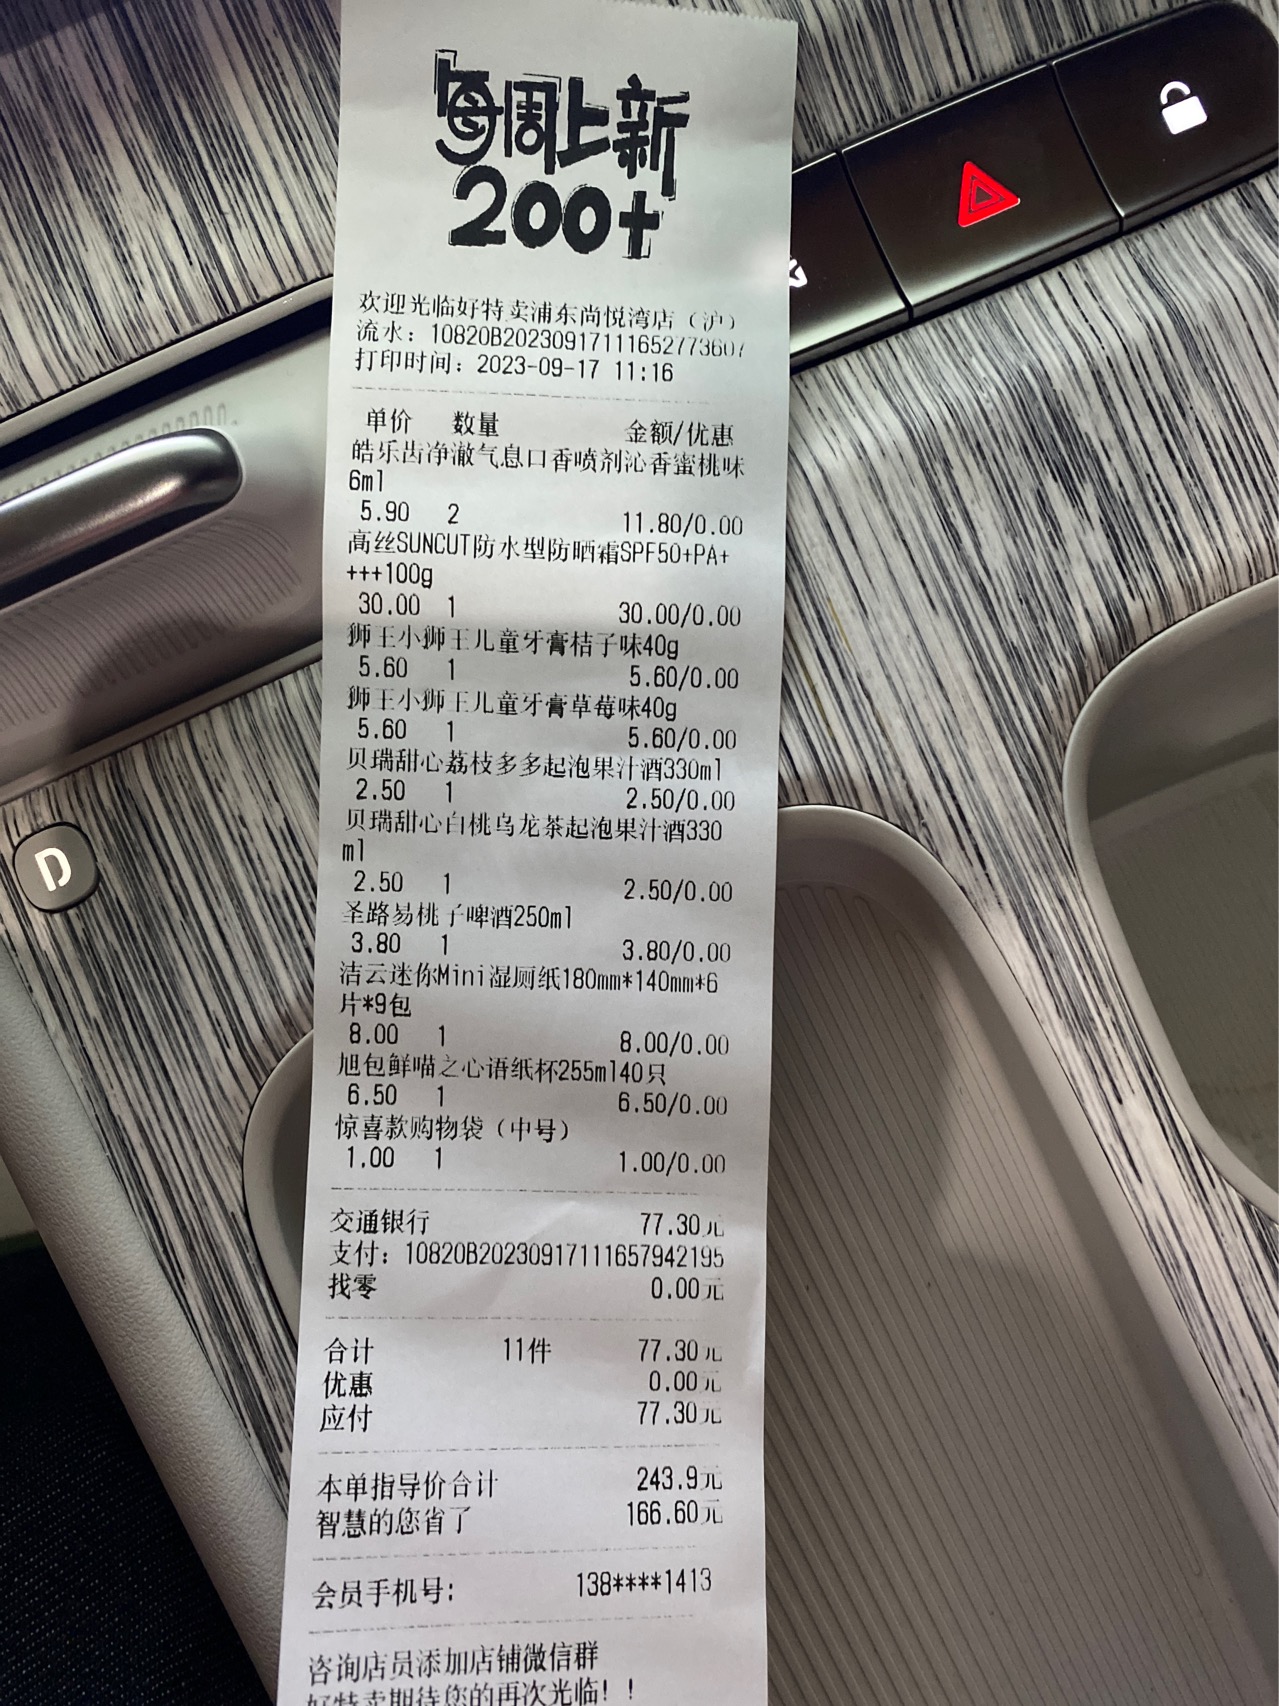 每周上新
200+
欢迎光临好特卖浦东尚悦湾店（沪）
流水：10820B20230917111652773607
打印时间：2023-09-17 11:16
单价 数量 金额/优惠
皓乐齿净澈气息口香喷剂沁香蜜桃味
6ml
5.90 2 11.80/0.00
高丝SUNCUT防水型防晒霜SPF50+PA+
+++100g
30.00 1 30.00/0.00
狮王小狮王儿童牙膏桔子味40g
5.60 1 5.60/0.00
狮王小狮王儿童牙膏草莓味40g
5.60 1 5.60/0.00
贝瑞甜心荔枝多多起泡果汁酒330ml
2.50 1 2.50/0.00
贝瑞甜心白桃乌龙茶起泡果汁酒330
ml
2.50 1 2.50/0.00
圣路易桃子啤酒250ml
3.80 1 3.80/0.00
洁云迷你Mini湿厕纸180mm*140mm*6
片*9包
8.00 1 8.00/0.00
旭包鲜喵之心语纸杯255ml40只
6.50 1 6.50/0.00
惊喜款购物袋（中号）
1.00 1 1.00/0.00
交通银行 77.30元
支付：10820B20230917111657942195
找零 0.00元
合计 11件 77.30元
优惠 0.00元
应付 77.30元
本单指导价合计 243.9元
智慧的您省了 166.60元
会员手机号: 138****1413
咨询店员添加店铺微信群
好特卖期待您的再次光临！！
D